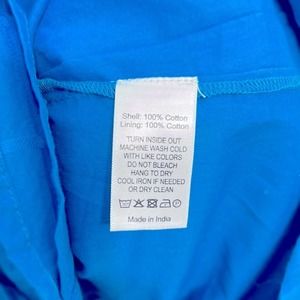 Shell: 100% Cotton
Lining: 100% Cotton
TURN INSIDE OUT
MACHINE WASH COLD
WITH LIKE COLORS
DO NOT BLEACH
HANG TO DRY
COOL IRON IF NEEDED
OR DRY CLEAN
Made in India